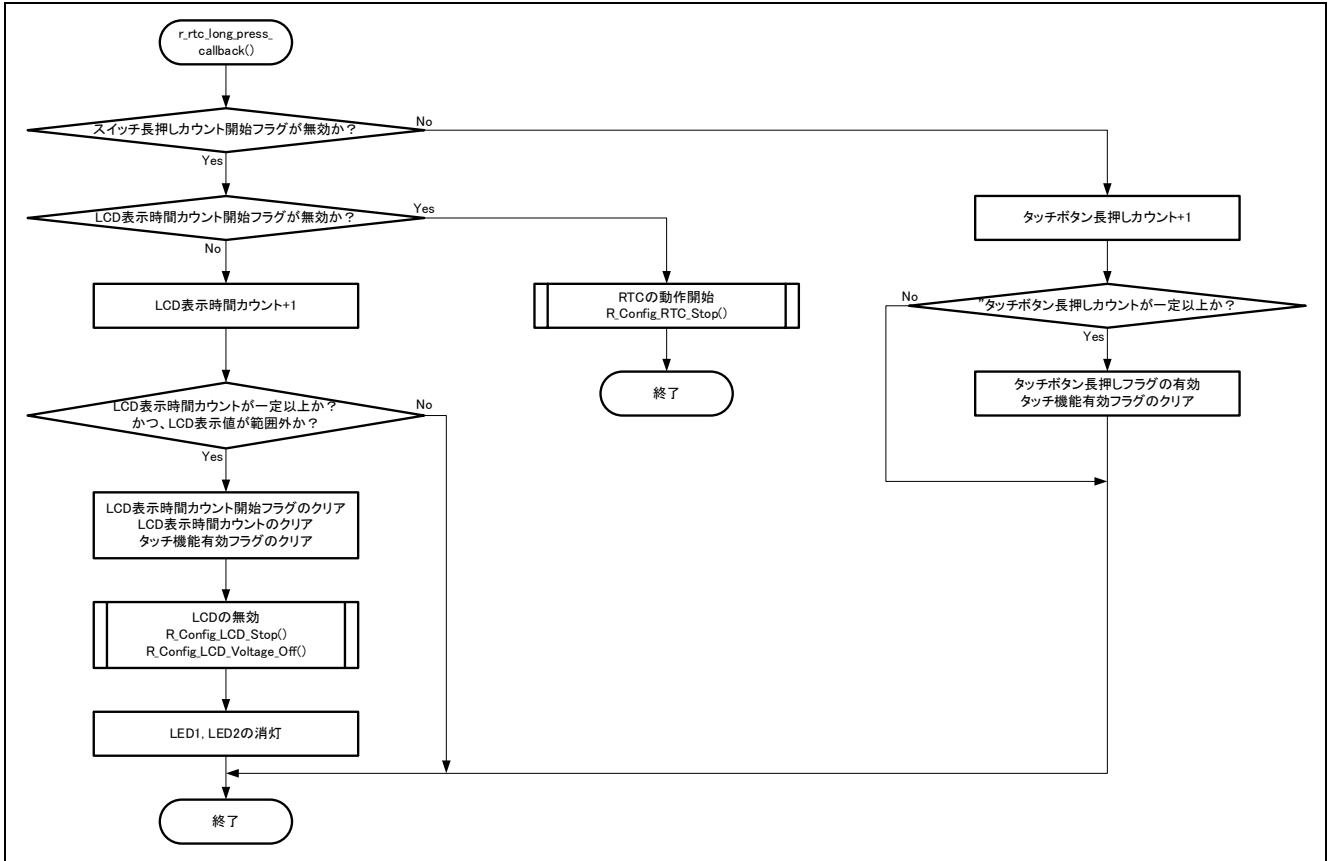 r_rtc_long_press_
callback()
スイッチ長押しカウント開始フラグが無効か？
No
Yes
LCD表示時間カウント開始フラグが無効か？
Yes
No
タッチボタン長押しカウント+1
LCD表示時間カウント+1
RTCの動作開始
R_Config_RTC_Stop()
No
"タッチボタン長押しカウントが一定以上か？
Yes
終了
タッチボタン長押しフラグの有効
タッチ機能有効フラグのクリア
LCD表示時間カウントが一定以上か？
かつ、LCD表示値が範囲外か？
No
Yes
LCD表示時間カウント開始フラグのクリア
LCD表示時間カウントのクリア
タッチ機能有効フラグのクリア
LCDの無効
R_Config_LCD_Stop()
R_Config_LCD_Voltage_Off()
LED1, LED2の消灯
終了